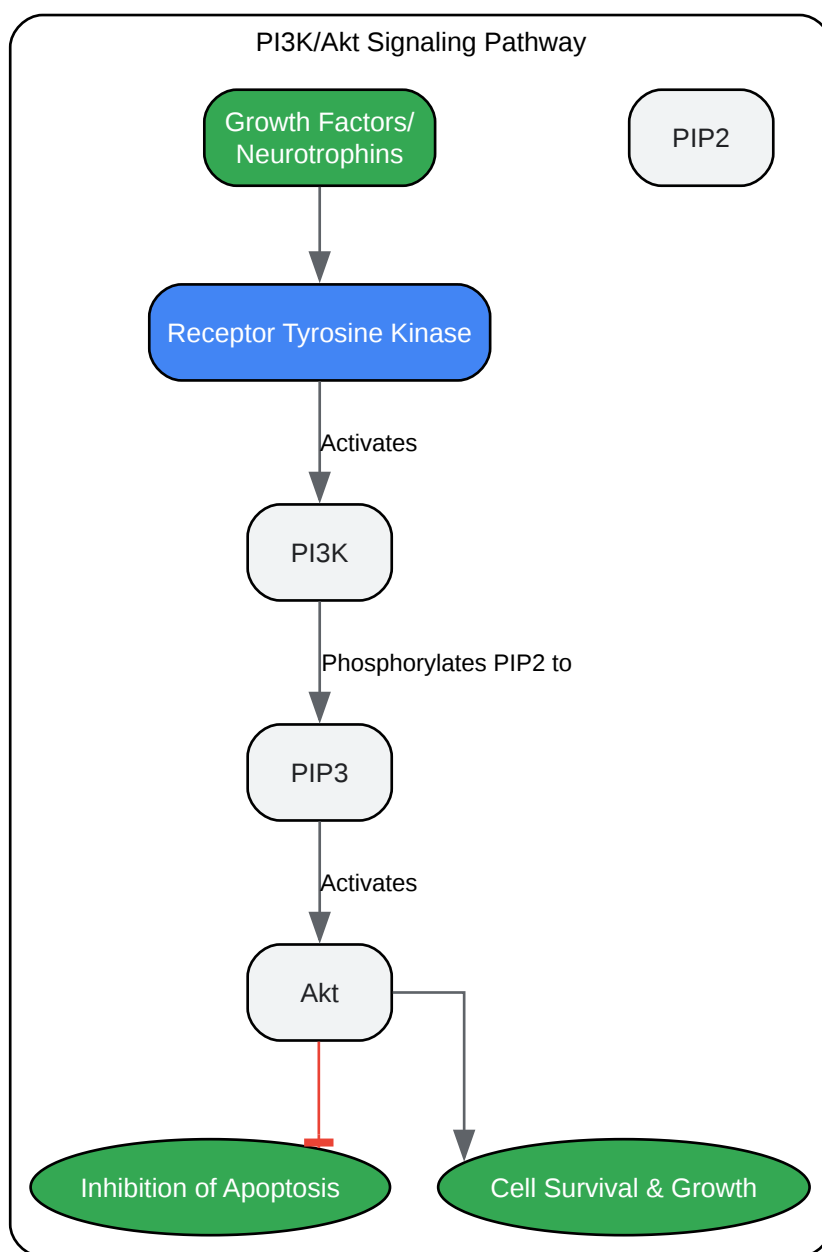 PI3K/Akt Signaling Pathway
Growth Factors/
Neurotrophins
PIP2
Receptor Tyrosine Kinase
Activates
PI3K
Phosphorylates PIP2 to
PIP3
Activates
Akt
Inhibition of Apoptosis
Cell Survival & Growth